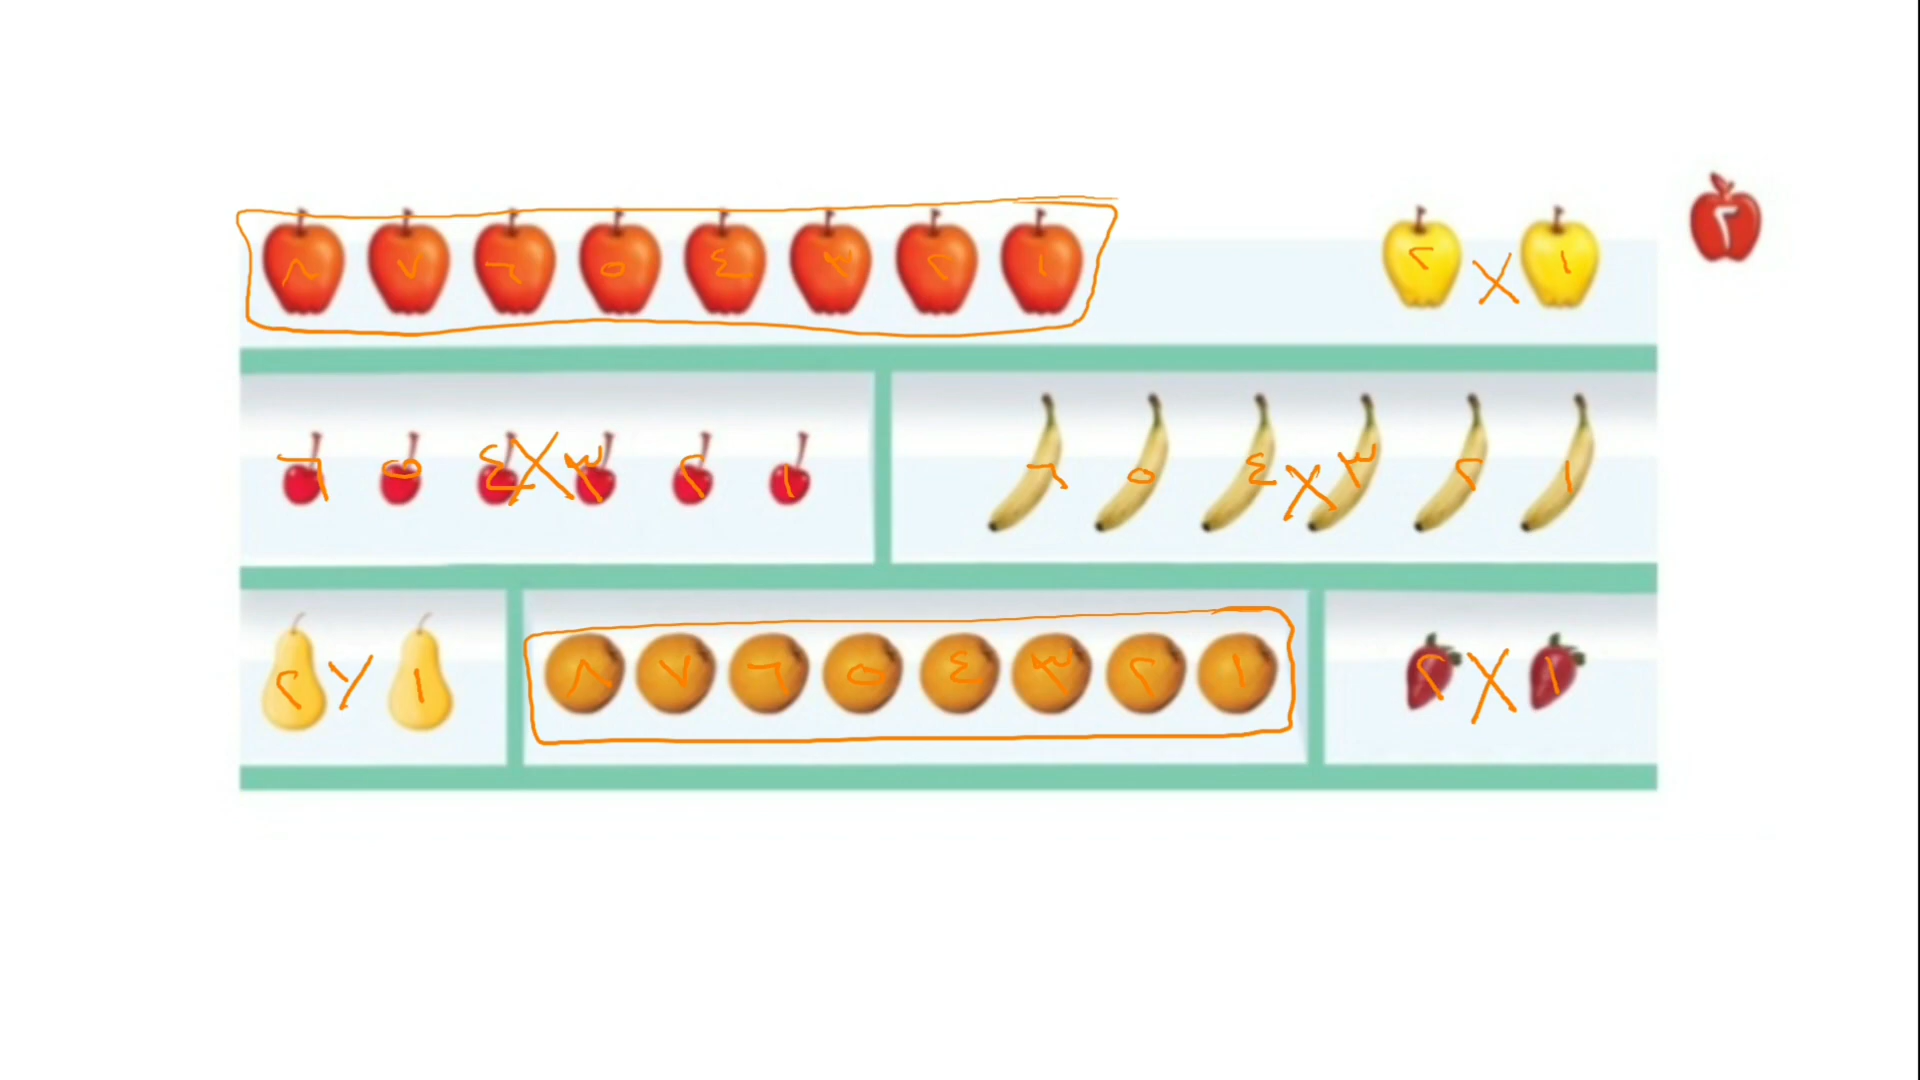 ٢
١ ٢
١ ٢ ٣ ٤ ٥ ٦ ٧ ٨
١ ٢ ٣ ٤ ٥ ٦
١ ٢ ٣ ٤ ٥ ٦
١ ٢
١ ٢ ٣ ٤ ٥ ٦ ٧ ٨
١ ٢